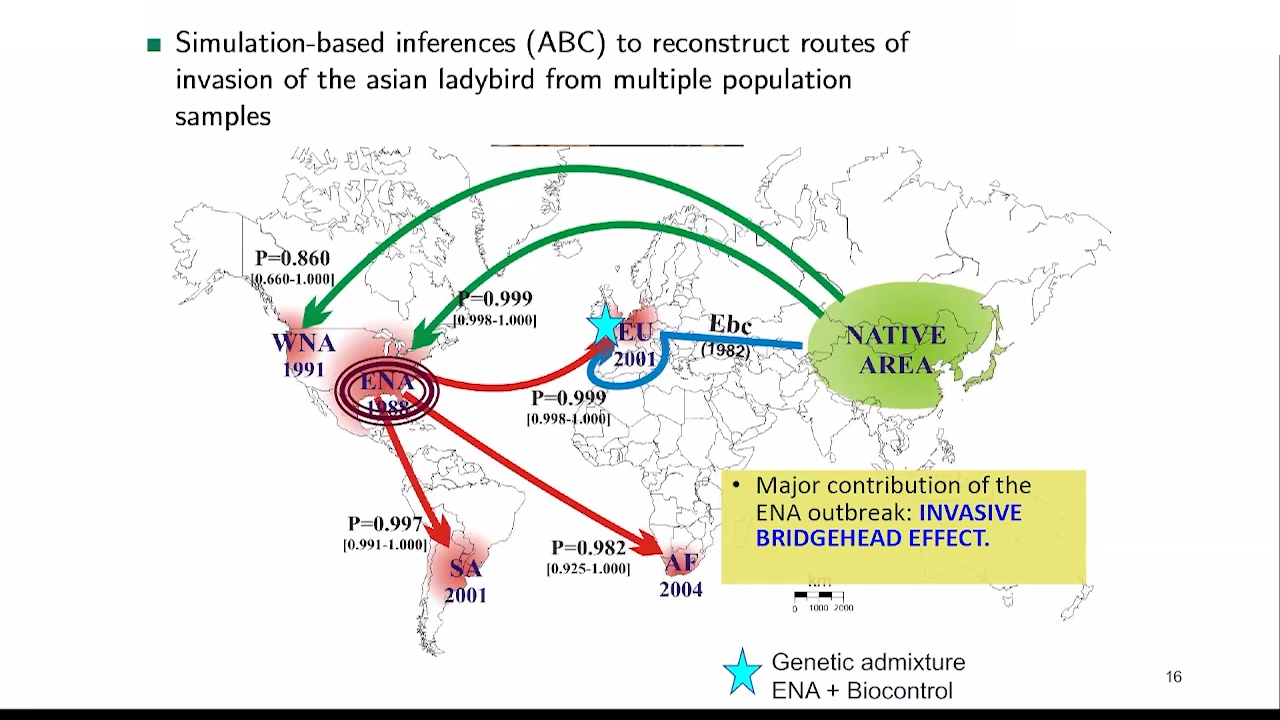 Simulation-based inferences (ABC) to reconstruct routes of
invasion of the asian ladybird from multiple population
samples
P=0.860
[0.660-1.000]
P=0.999
[0.998-1.000]
WNA
1991
ENA
1988
EU
2001
Ebc
(1982)
NATIVE
AREA
P=0.999
[0.998-1.000]
• Major contribution of the
ENA outbreak: INVASIVE
BRIDGEHEAD EFFECT.
P=0.997
[0.991-1.000]
P=0.982
[0.925-1.000]
SA
2001
AF
2004
km
0 1000 2000
Genetic admixture
ENA + Biocontrol
16